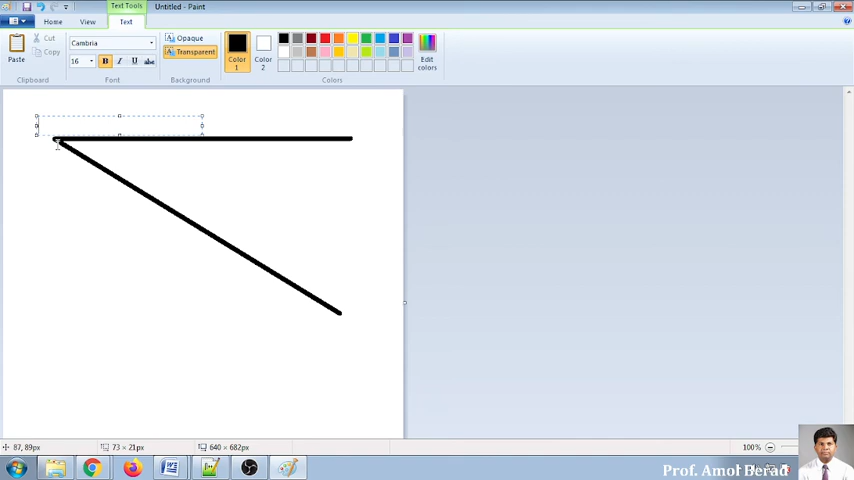 Text Tools
Untitled - Paint
Home
View
Text
Paste
Cut
Copy
Clipboard
Cambria
16
B
I
U
abc
Font
Opaque
Transparent
Background
Color
1
Color
2
Edit
colors
Colors
87, 89px
73 × 21px
640 × 682px
100%
Prof. Amol Berad